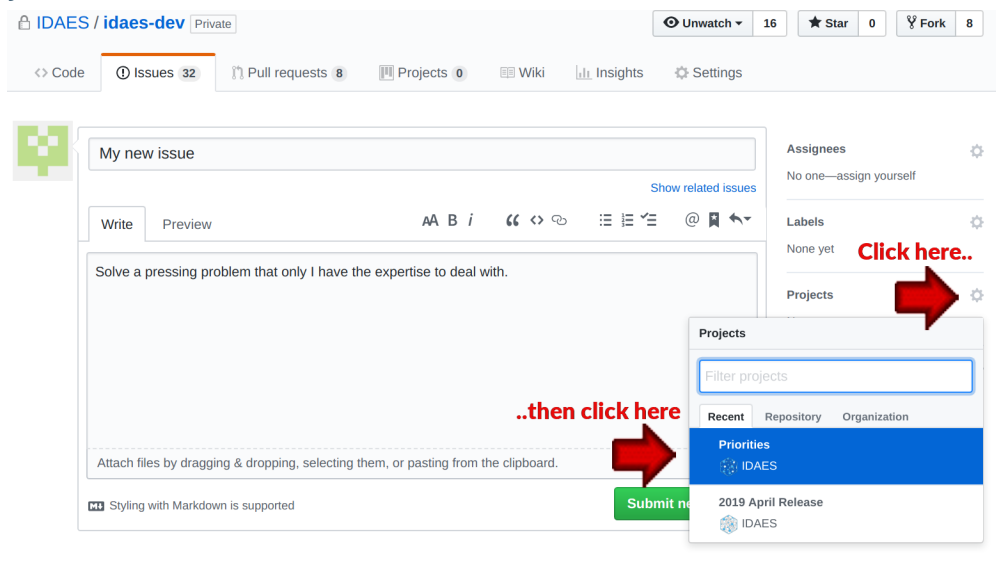 IDAES / idaes-dev Private
Unwatch 16 Star 0 Fork 8
Code Issues 32 Pull requests 8 Projects 0 Wiki Insights Settings
My new issue
Show related issues
Write Preview AA B i
Solve a pressing problem that only I have the expertise to deal with.
Attach files by dragging & dropping, selecting them, or pasting from the clipboard.
Styling with Markdown is supported
Submit
Assignees
No one—assign yourself
Labels
None yet
Click here..
Projects
..then click here
Projects
Filter projects
Recent Repository Organization
Priorities
IDAES
2019 April Release
IDAES